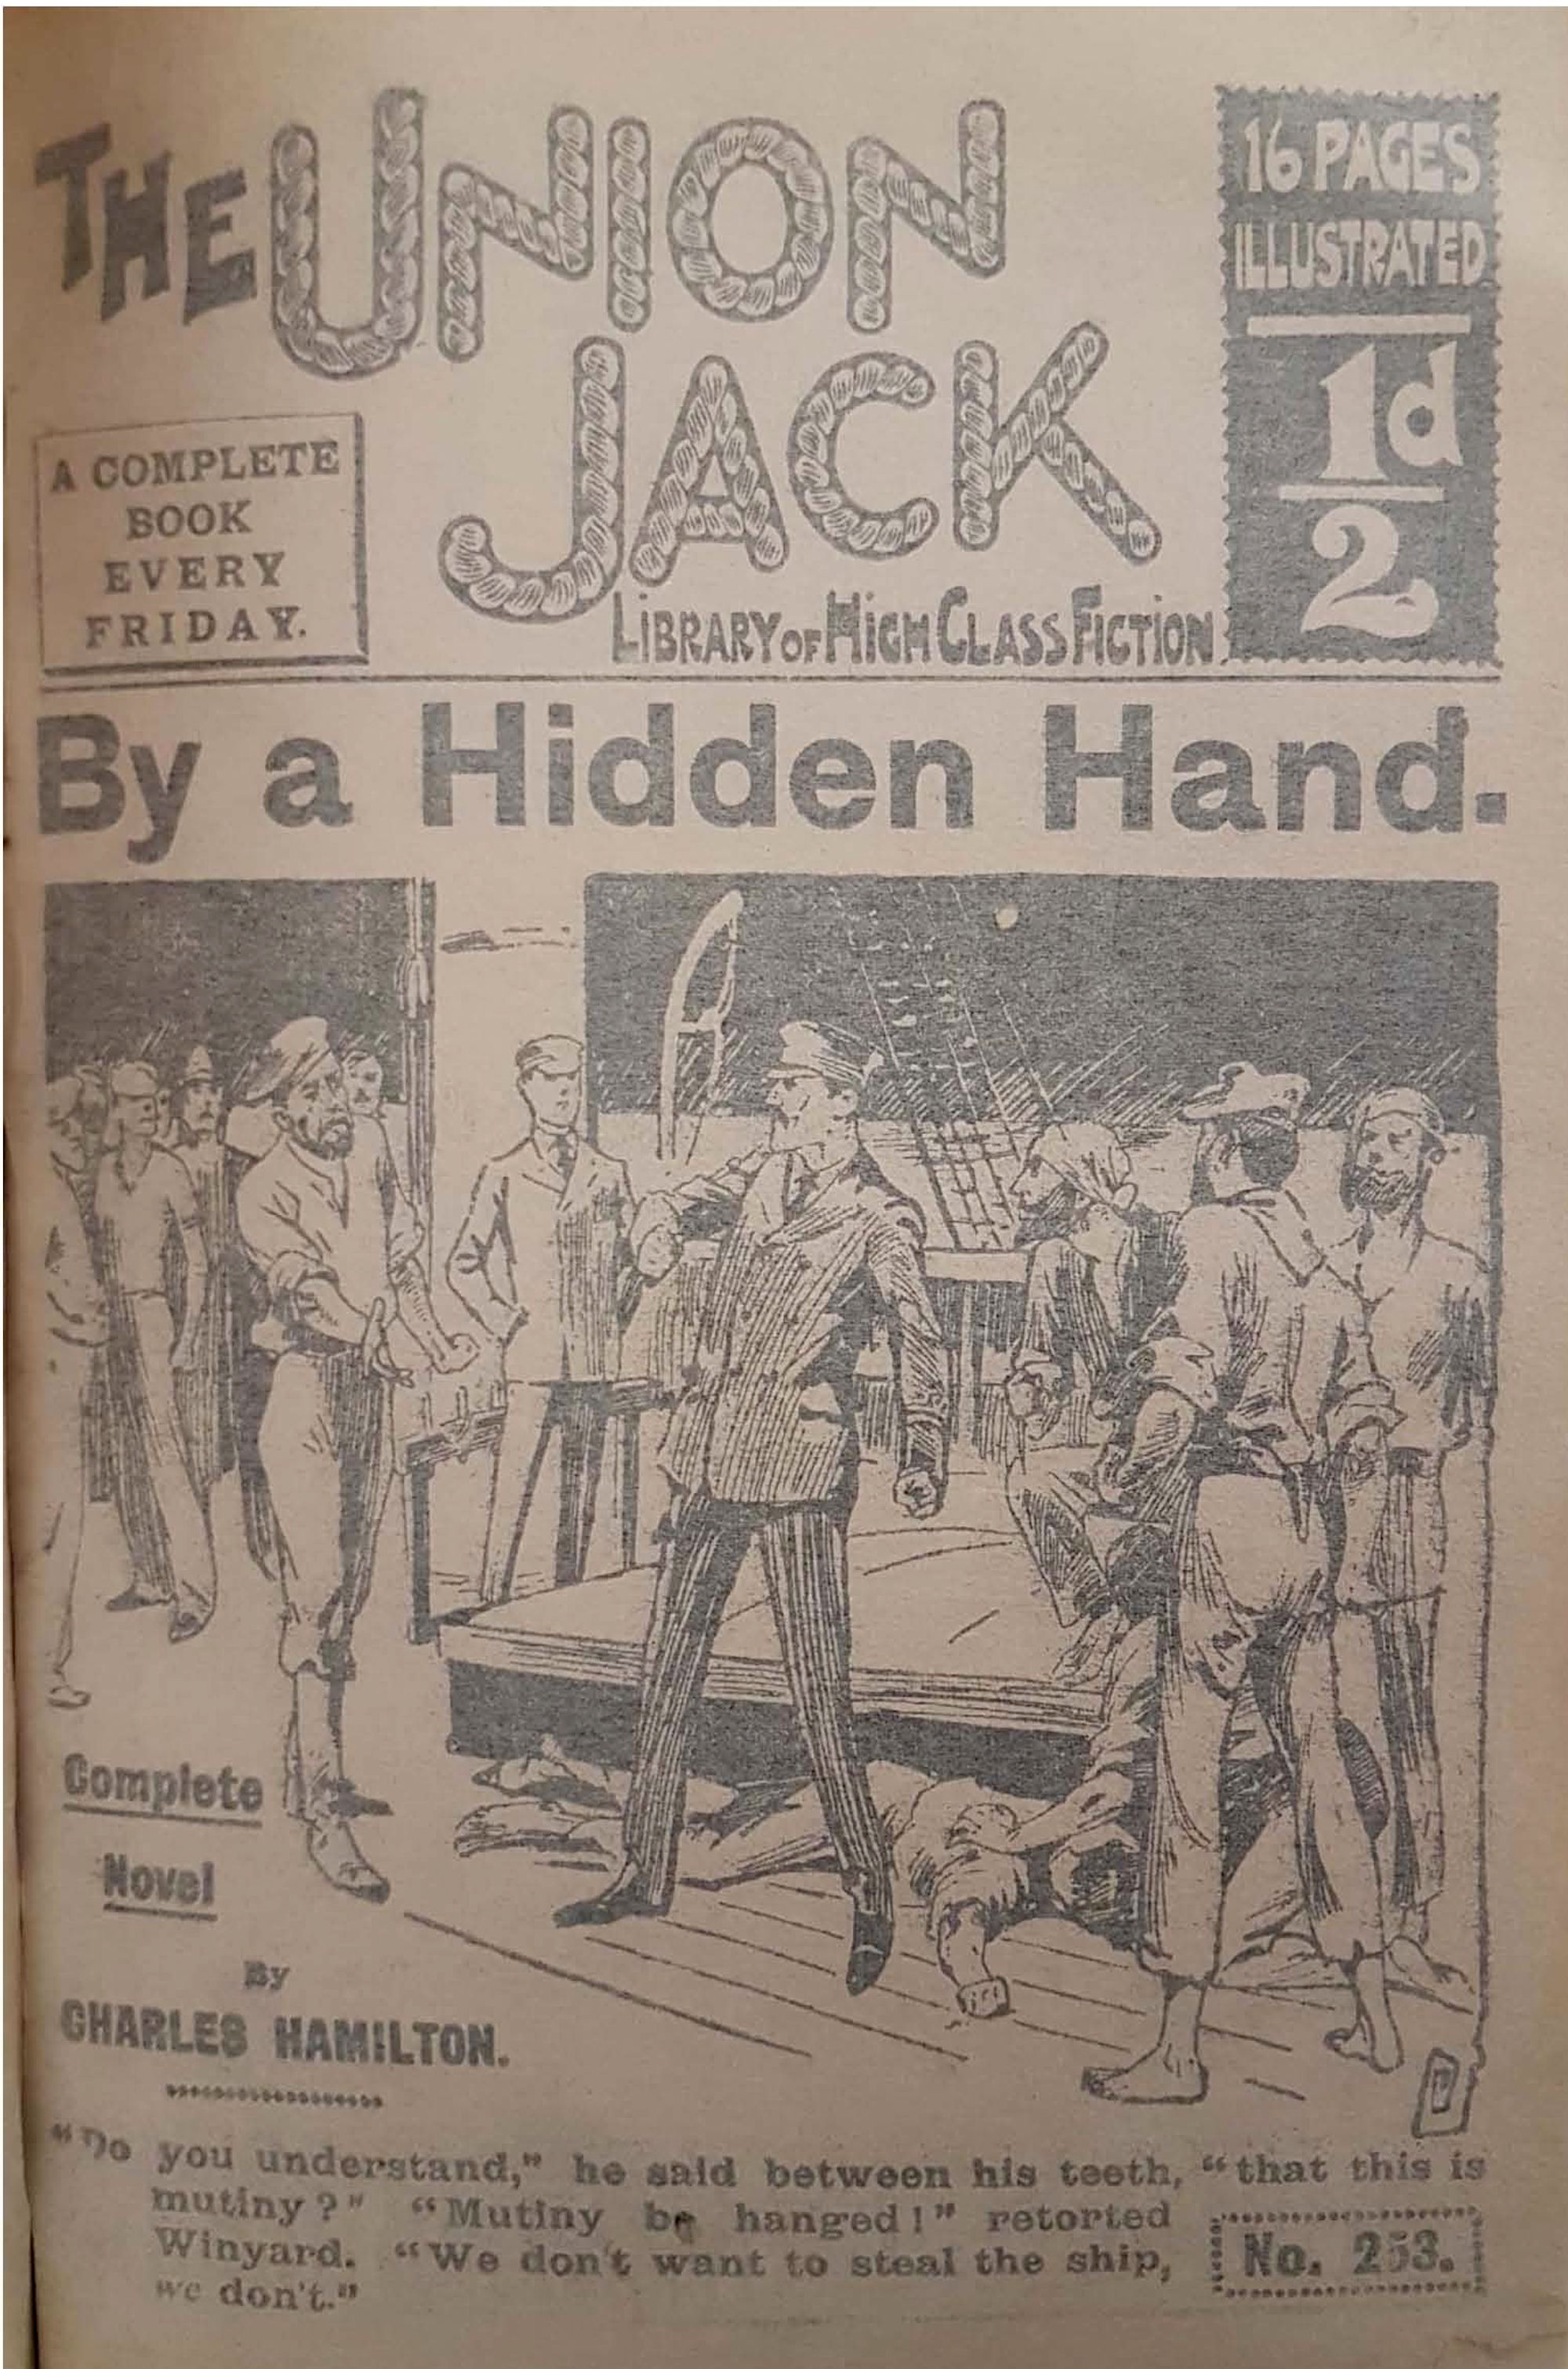 THE UNION
JACK
LIBRARY OF HIGH CLASS FICTION.
A COMPLETE
BOOK
EVERY
FRIDAY.
16 PAGES
ILLUSTRATED
1d
2
By a Hidden Hand.
Complete
Novel
By
CHARLES HAMILTON.
"Do you understand," he said between his teeth, "that this is
mutiny?" "Mutiny be hanged!" retorted
Winyard. "We don't want to steal the ship,
we don't."
No. 253.